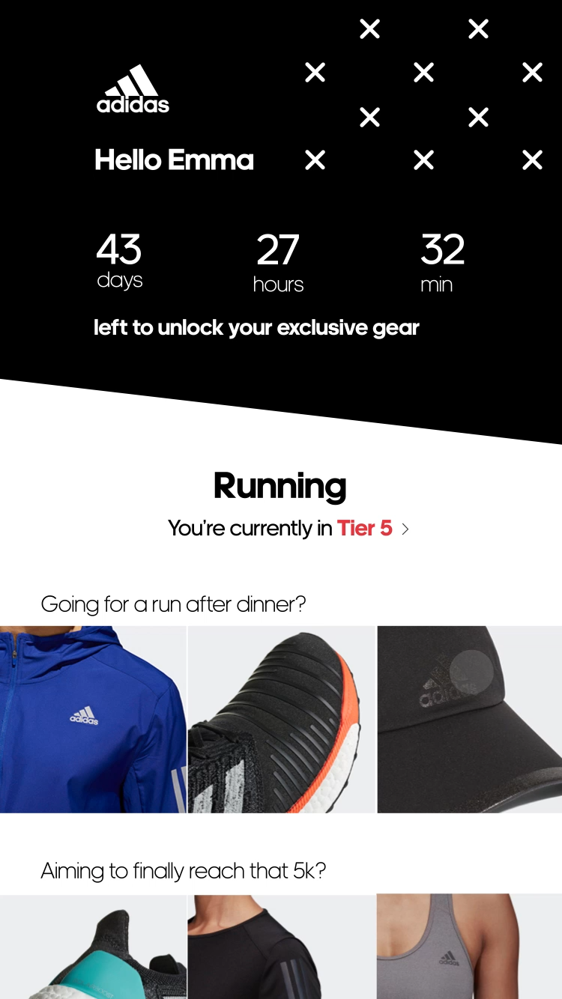 adidas
Hello Emma
43 27 32
days hours min
left to unlock your exclusive gear
Running
You're currently in Tier 5
Going for a run after dinner?
adidas
adidas
Aiming to finally reach that 5k?